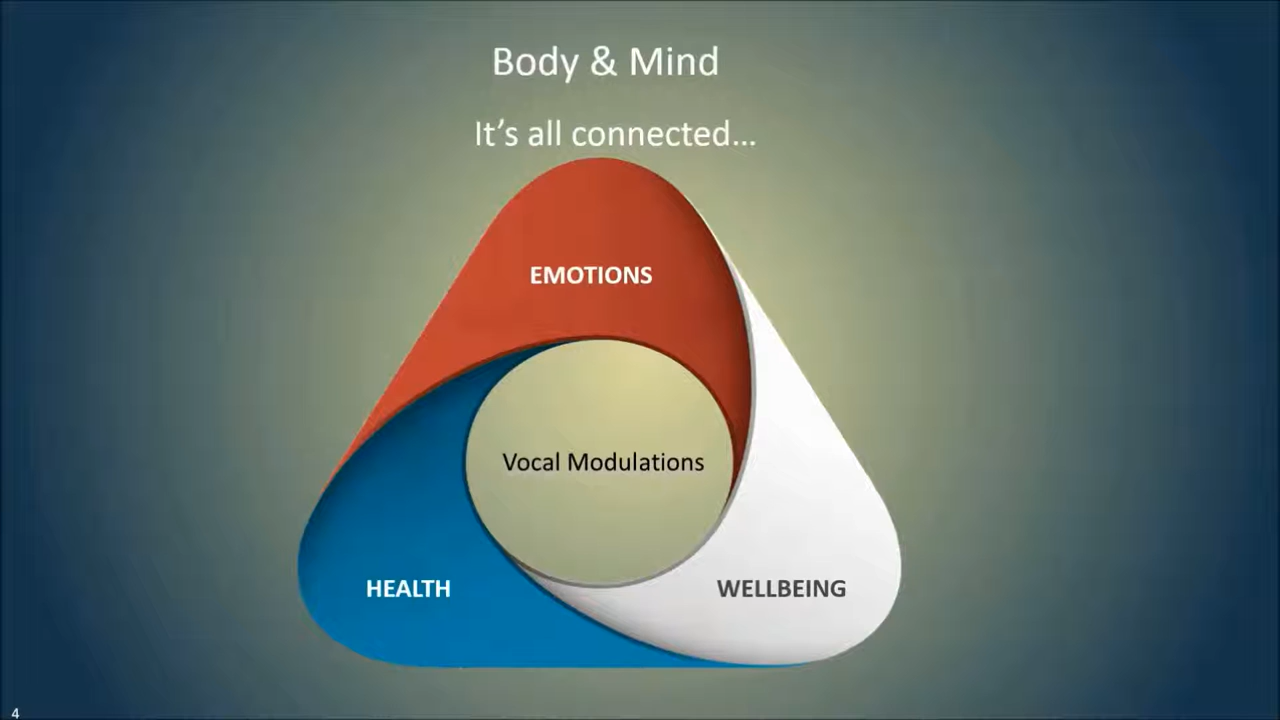 Body & Mind
It's all connected...
EMOTIONS
Vocal Modulations
HEALTH
WELLBEING
4